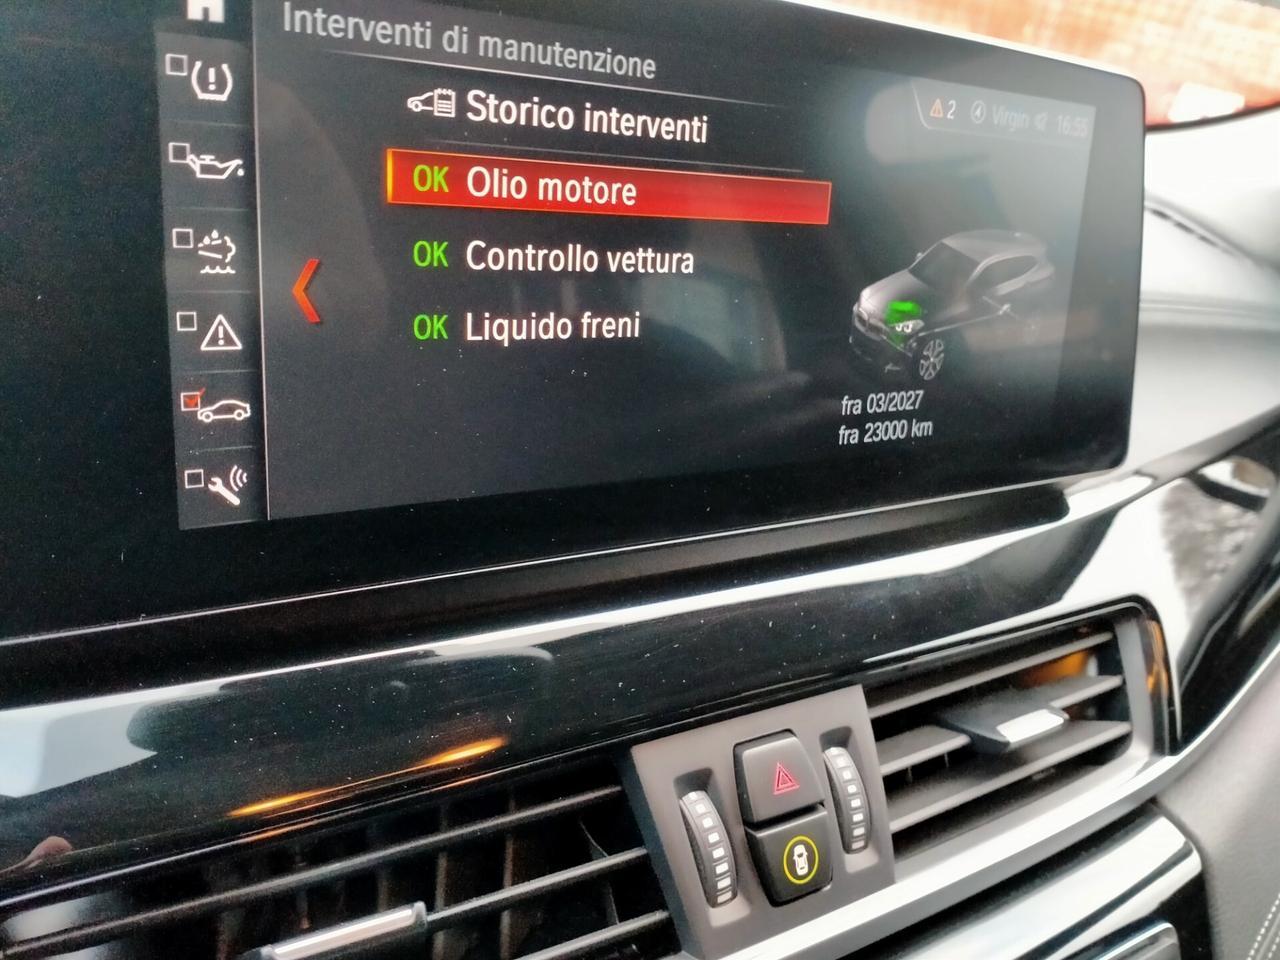 Interventi di manutenzione
2 Virgin 16:55
Storico interventi
OK Olio motore
OK Controllo vettura
OK Liquido freni
fra 03/2027
fra 23000 km